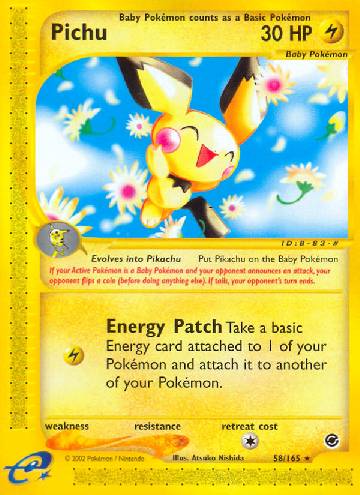 Baby Pokémon counts as a Basic Pokémon
Pichu 30 HP
Baby Pokémon
ID:B-83-#
Evolves into Pikachu Put Pikachu on the Baby Pokémon
If your Active Pokémon is a Baby Pokémon and your opponent announces an attack, your
opponent flips a coin (before doing anything else). If tails, your opponent's turn ends.
Energy Patch Take a basic
Energy card attached to 1 of your
Pokémon and attach it to another
of your Pokémon.
weakness resistance retreat cost
© 2002 Pokémon / Nintendo Illus. Atsuko Nishida 58/165 ★
e